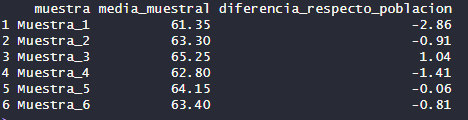 muestra media_muestral diferencia_respecto_poblacion
1 Muestra_1 61.35 -2.86
2 Muestra_2 63.30 -0.91
3 Muestra_3 65.25 1.04
4 Muestra_4 62.80 -1.41
5 Muestra_5 64.15 -0.06
6 Muestra_6 63.40 -0.81